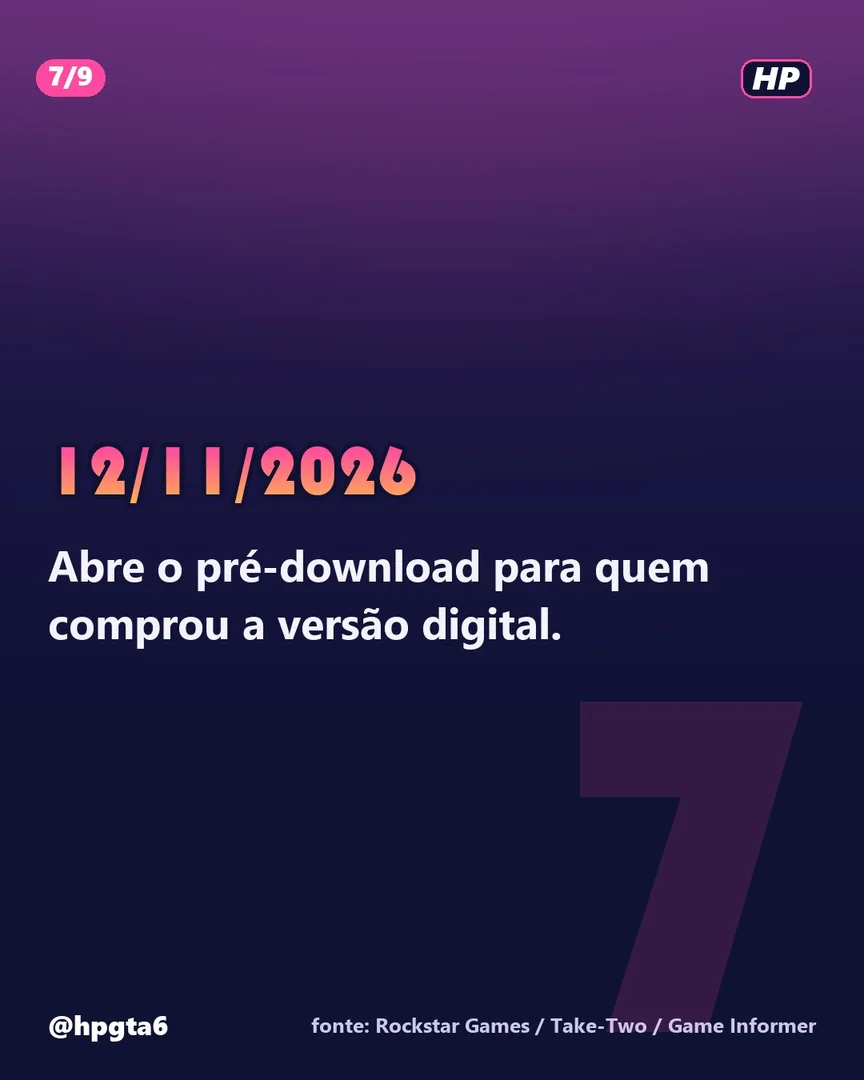 7/9
HP
12/11/2026
Abre o pré-download para quem
comprou a versão digital.
7
@hpgta6
fonte: Rockstar Games / Take-Two / Game Informer